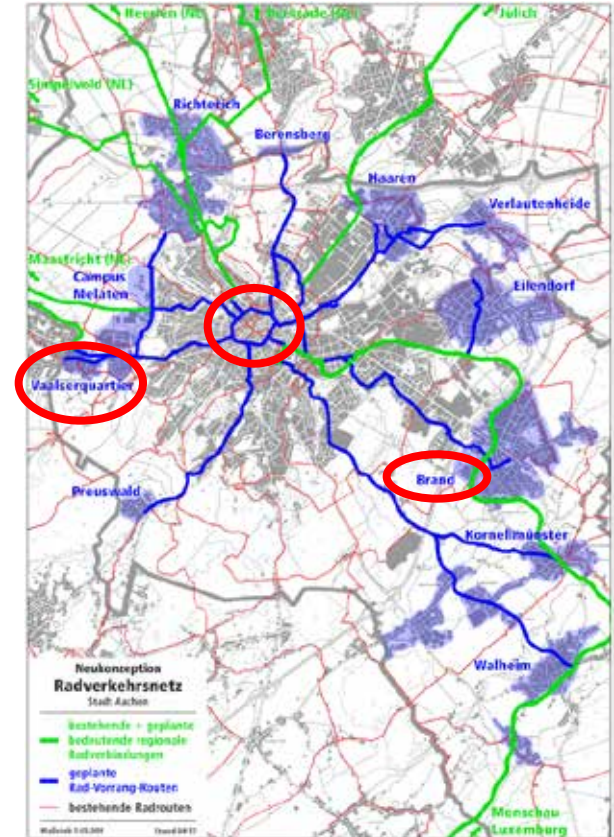 Heerlen (NL)
Kerkrade (NL)
Jülich
Simpelveld (NL)
Richterich
Berensberg
Haaren
Verlautenheide
Maastricht (NL)
Campus
Melaten
Eilendorf
Vaalserquartier
Brand
Preuswald
Kornelimünster
Walheim
Neukonzeption
Radverkehrsnetz
Stadt Aachen
bestehende + geplante
bedeutende regionale
Radverbindungen
geplante
Rad-Vorrang-Routen
bestehende Radrouten
Monschau
Luxemburg